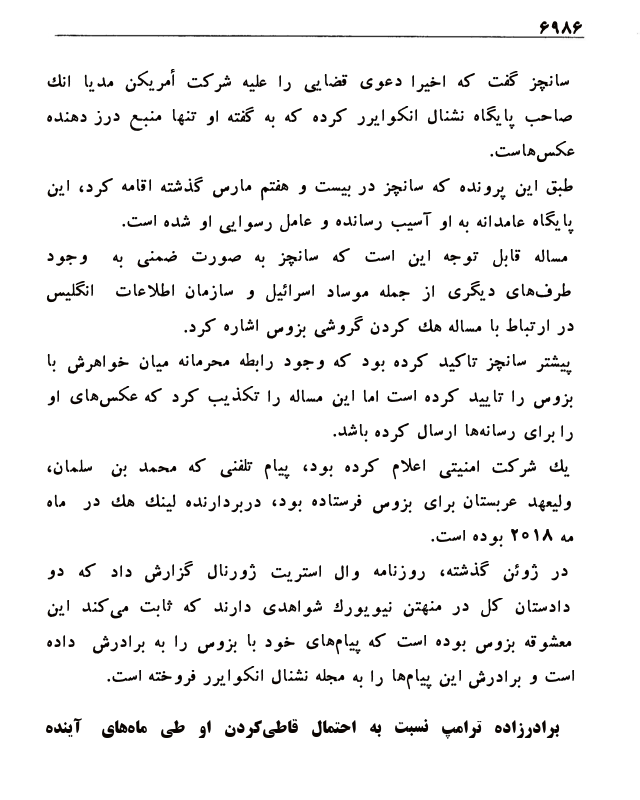 ۶۹۸۶
سانچز گفت که اخیرا دعوی قضایی را علیه شرکت أمریکن مدیا انك
صاحب پایگاه نشنال انکوایرر کرده که به گفته او تنها منبع درز دهنده
عکس‌هاست.
طبق این پرونده که سانچز در بیست و هفتم مارس گذشته اقامه کرد، این
پایگاه عامدانه به او آسیب رسانده و عامل رسوایی او شده است.
مساله قابل توجه این است که سانچز به صورت ضمنی به وجود
طرف‌های دیگری از جمله موساد اسرائیل و سازمان اطلاعات انگلیس
در ارتباط با مساله هك کردن گروشی بزوس اشاره کرد.
پیشتر سانچز تاکید کرده بود که وجود رابطه محرمانه میان خواهرش با
بزوس را تایید کرده است اما این مساله را تکذیب کرد که عکس‌های او
را برای رسانه‌ها ارسال کرده باشد.
یك شرکت امنیتی اعلام کرده بود، پیام تلفنی که محمد بن سلمان،
ولیعهد عربستان برای بزوس فرستاده بود، دربردارنده لینك هك در ماه
مه ۲۰۱۸ بوده است.
در ژوئن گذشته، روزنامه وال استریت ژورنال گزارش داد که دو
دادستان کل در منهتن نیویورك شواهدی دارند که ثابت می‌کند این
معشوقه بزوس بوده است که پیام‌های خود با بزوس را به برادرش داده
است و برادرش این پیام‌ها را به مجله نشنال انکوایرر فروخته است.
برادرزاده ترامپ نسبت به احتمال قاطی‌کردن او طی ماه‌های آینده